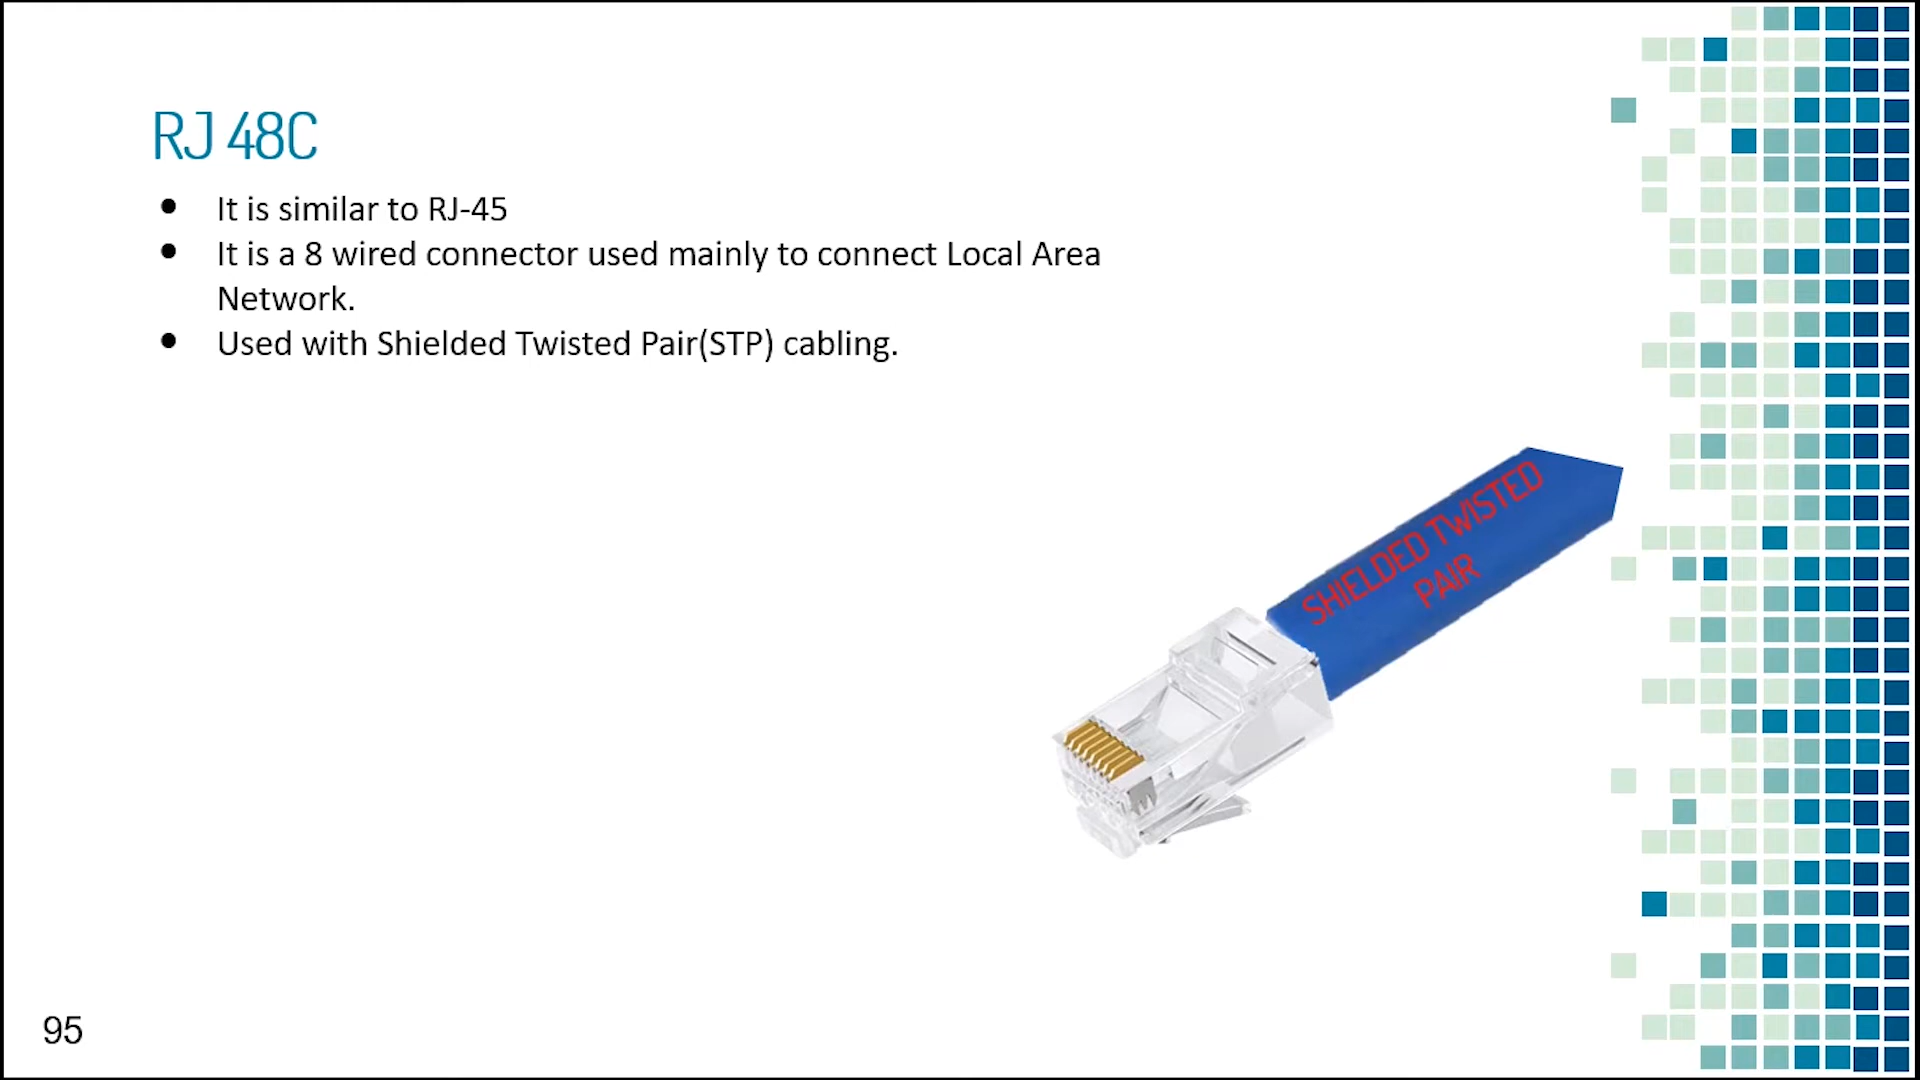 RJ 48C
● It is similar to RJ-45
● It is a 8 wired connector used mainly to connect Local Area
Network.
● Used with Shielded Twisted Pair(STP) cabling.
SHIELDED TWISTED
PAIR
95